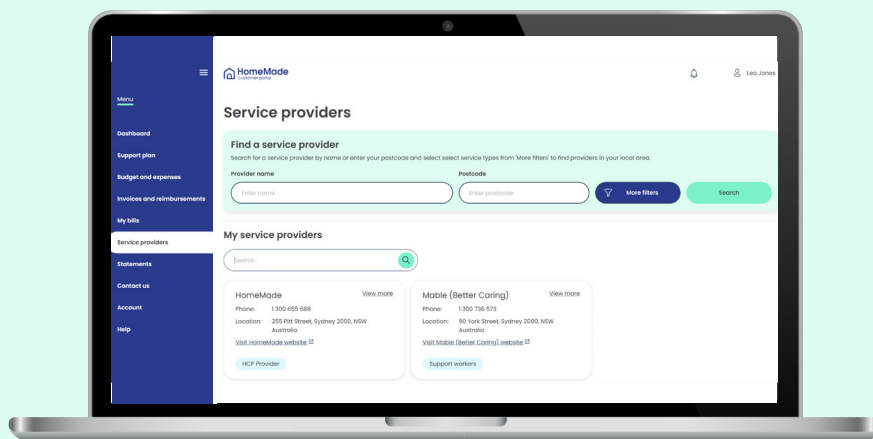 HomeMade
Customer portal
Leo Jones
Menu
Dashboard
Support plan
Budget and expenses
Invoices and reimbursements
My bills
Service providers
Statements
Contact us
Account
Help
Service providers
Find a service provider
Search for a service provider by name or enter your postcode and select select service types from 'More filters' to find providers in your local area.
Provider name
Postcode
Enter name
Enter postcode
More filters
Search
My service providers
Search
HomeMade
View more
Phone: 1 300 655 688
Location: 255 Pitt Street, Sydney 2000, NSW
Australia
Visit HomeMade website
HCP Provider
Mable (Better Caring)
View more
Phone: 1 300 736 573
Location: 90 York Street, Sydney 2000, NSW
Australia
Visit Mable (Better Caring) website
Support workers